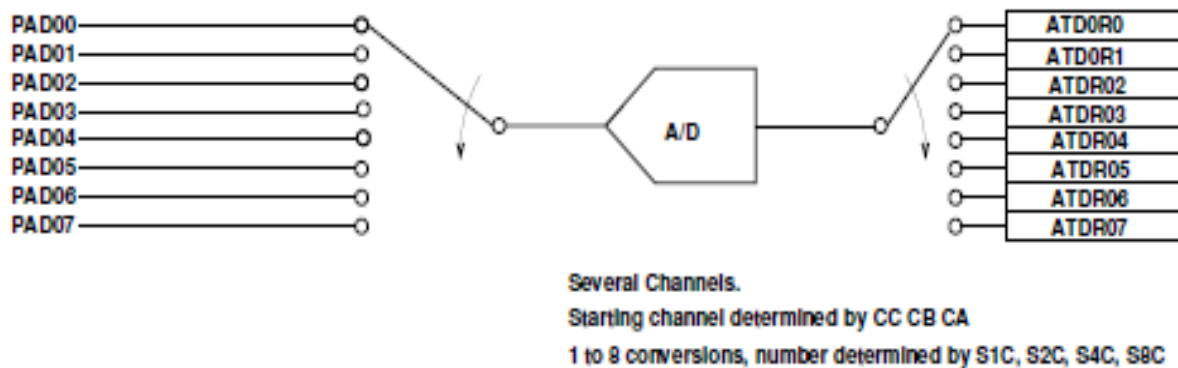 PAD00
PAD01
PAD02
PAD03
PAD04
PAD05
PAD06
PAD07
A/D
ATD0R0
ATD0R1
ATDR02
ATDR03
ATDR04
ATDR05
ATDR06
ATDR07
Several Channels.
Starting channel determined by CC CB CA
1 to 8 conversions, number determined by S1C, S2C, S4C, S8C